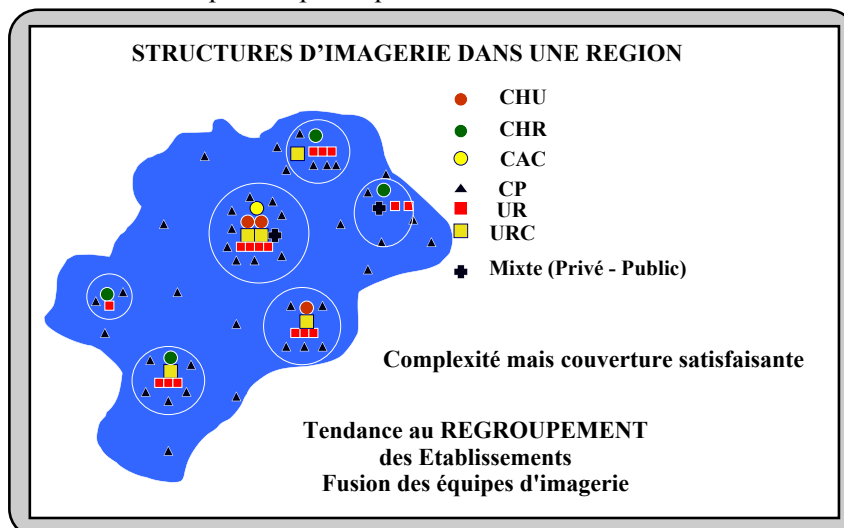 STRUCTURES D'IMAGERIE DANS UNE REGION
CHU
CHR
CAC
CP
UR
URC
Mixte (Privé - Public)
Complexité mais couverture satisfaisante
Tendance au REGROUPEMENT
des Etablissements
Fusion des équipes d'imagerie